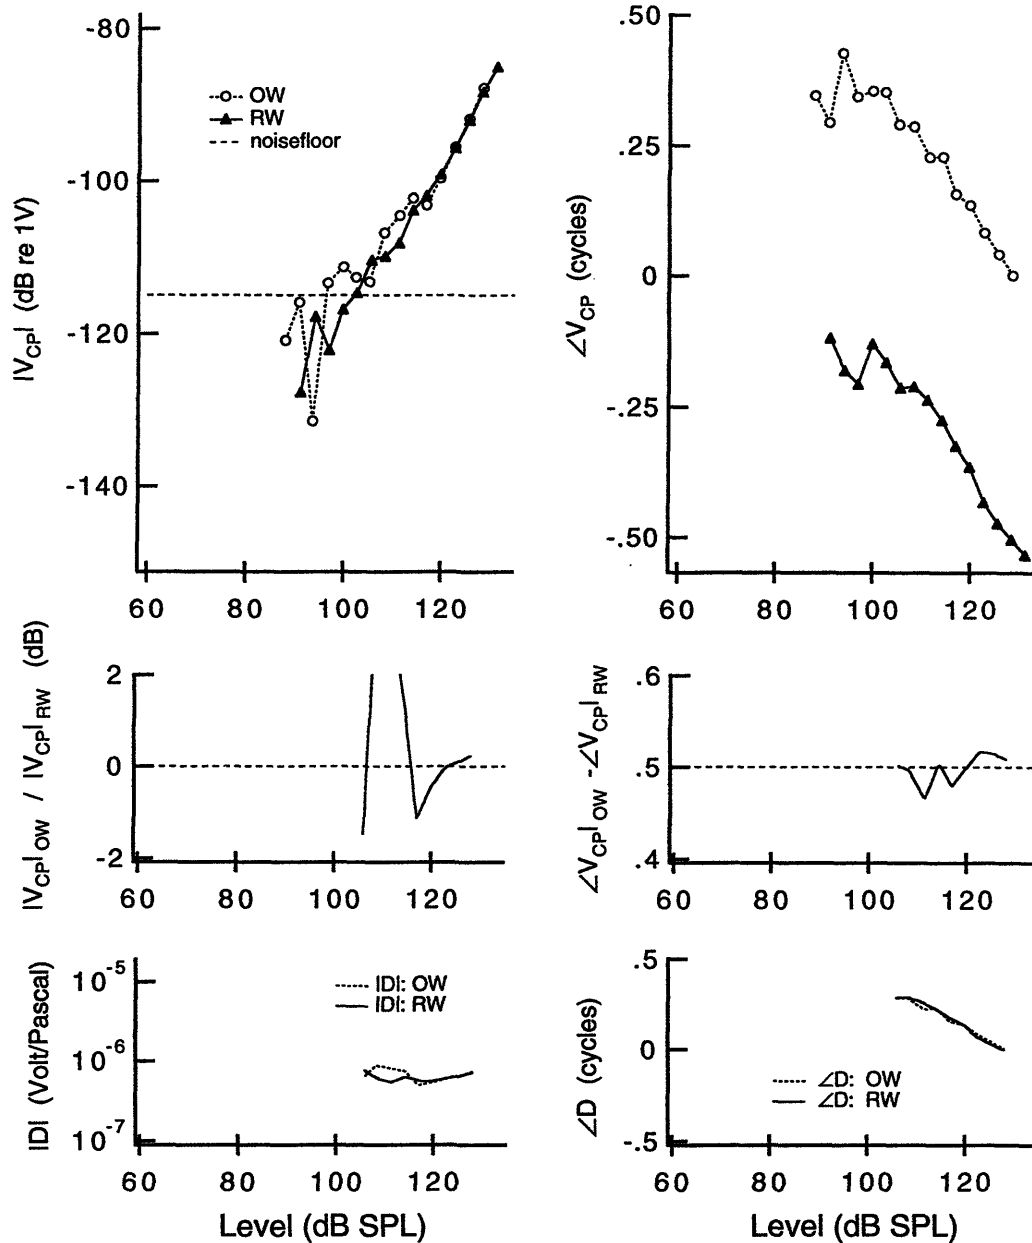 -80
-100
-120
-140
|V_CP| (dB re 1V)
OW
RW
noisefloor
60 80 100 120
.50
.25
0
-.25
-.50
∠V_CP (cycles)
60 80 100 120
|V_CP|_OW / |V_CP|_RW (dB)
2
0
-2
60 80 100 120
∠V_CP|_OW -∠V_CP|_RW
.6
.5
.4
60 80 100 120
|D| (Volt/Pascal)
10^-5
10^-6
10^-7
|D|: OW
|D|: RW
60 80 100 120
Level (dB SPL)
∠D (cycles)
.5
0
-.5
∠D: OW
∠D: RW
60 80 100 120
Level (dB SPL)